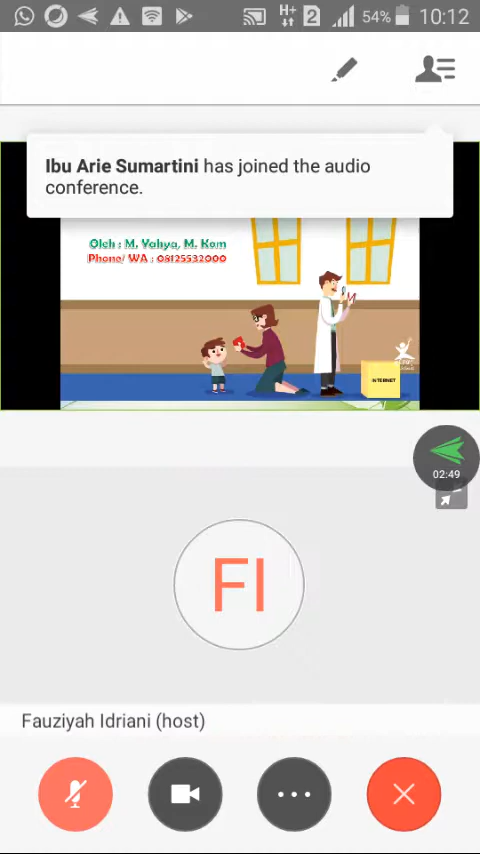 H+
2
54%
10:12
Ibu Arie Sumartini has joined the audio
conference.
Oleh : M. Yahya, M. Kom
Phone/ WA : 08125532000
INTERNET
02:49
FI
Fauziyah Idriani (host)